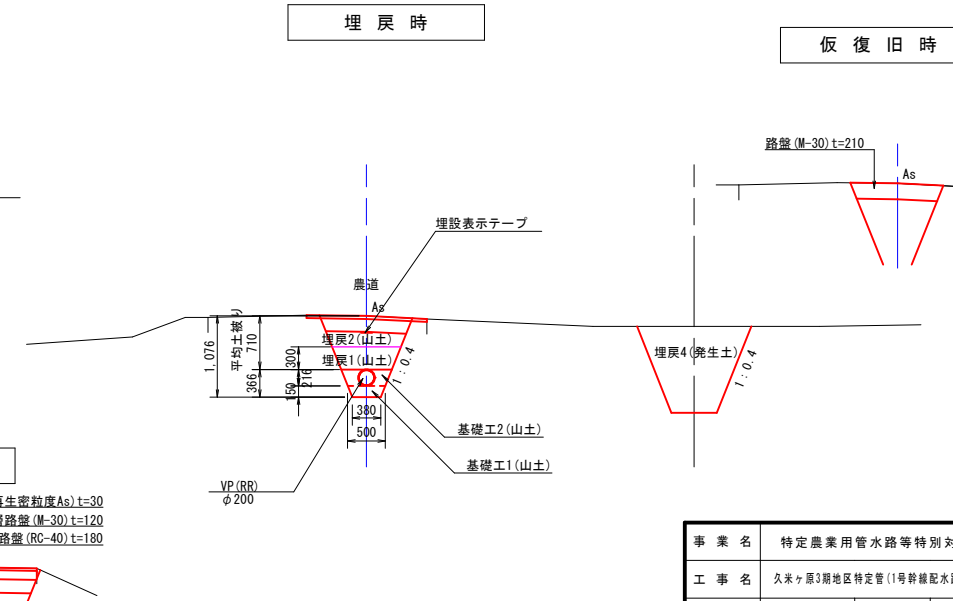 埋戻時
仮復旧時
路盤(M-30)t=210
As
埋設表示テープ
農道
As
1,076
平均土被り
710
366
300
216
150
埋戻2(山土)
埋戻1(山土)
1:0.4
380
500
基礎工2(山土)
基礎工1(山土)
VP(RR)
φ200
埋戻4(発生土)
1:0.4
生密粒度As)t=30
路盤(M-30)t=120
路盤(RC-40)t=180
事業名 特定農業用管水路等特別対
工事名 久米ヶ原3期地区特定管(1号幹線配水路